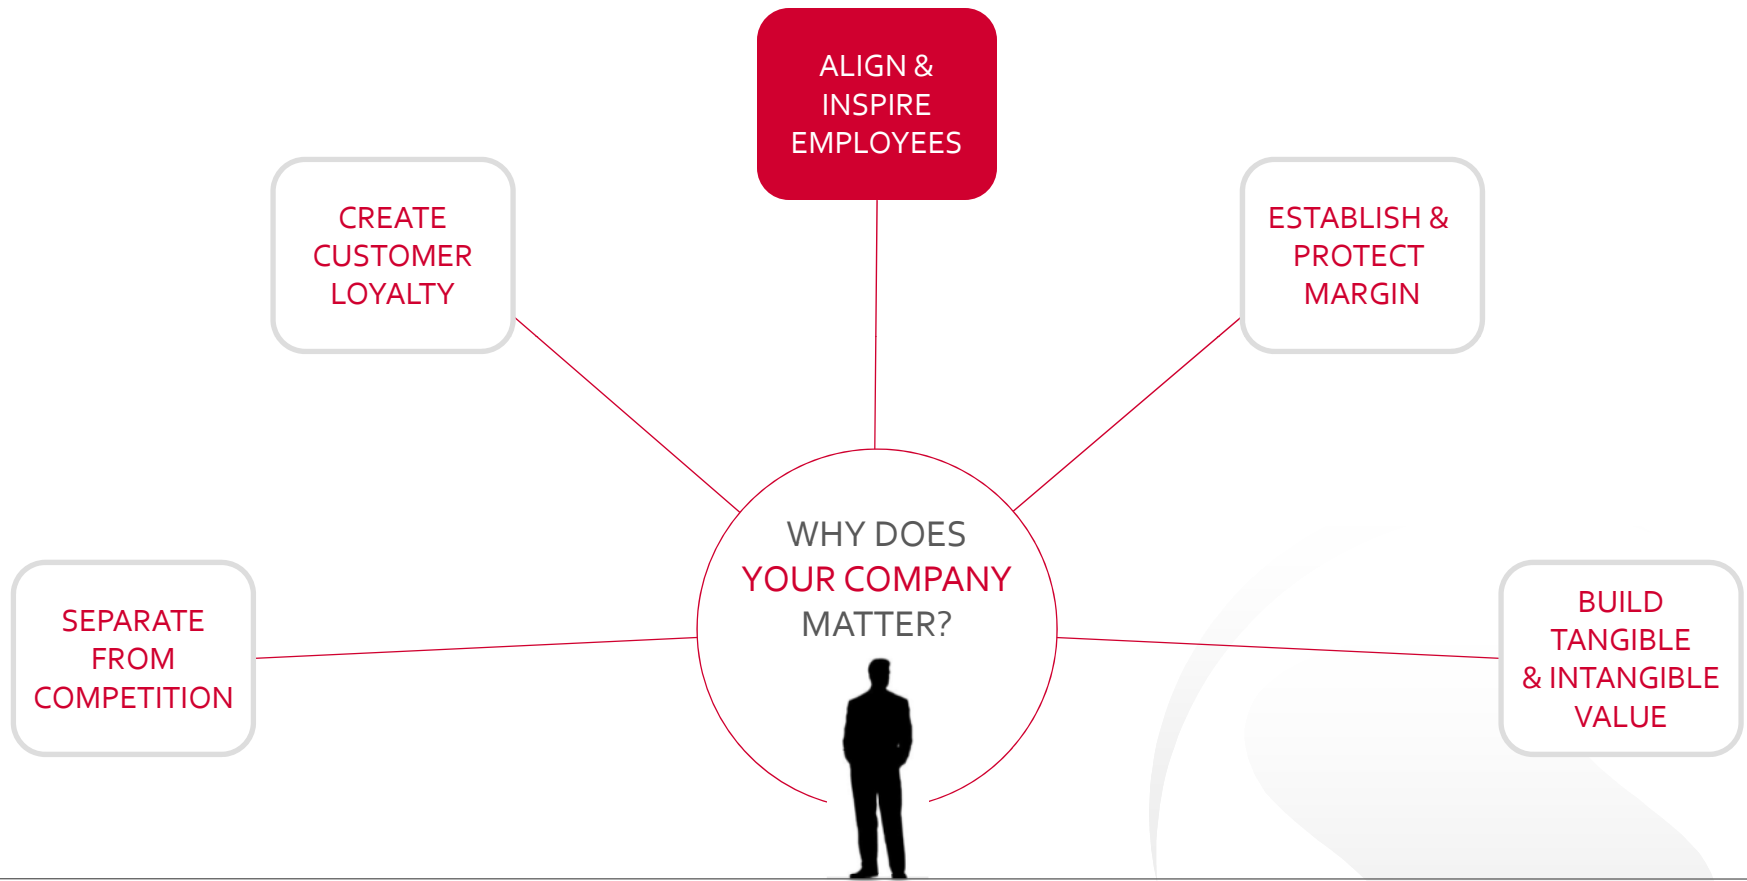 ALIGN &
INSPIRE
EMPLOYEES
CREATE
CUSTOMER
LOYALTY
ESTABLISH &
PROTECT
MARGIN
WHY DOES
YOUR COMPANY
MATTER?
SEPARATE
FROM
COMPETITION
BUILD
TANGIBLE
& INTANGIBLE
VALUE